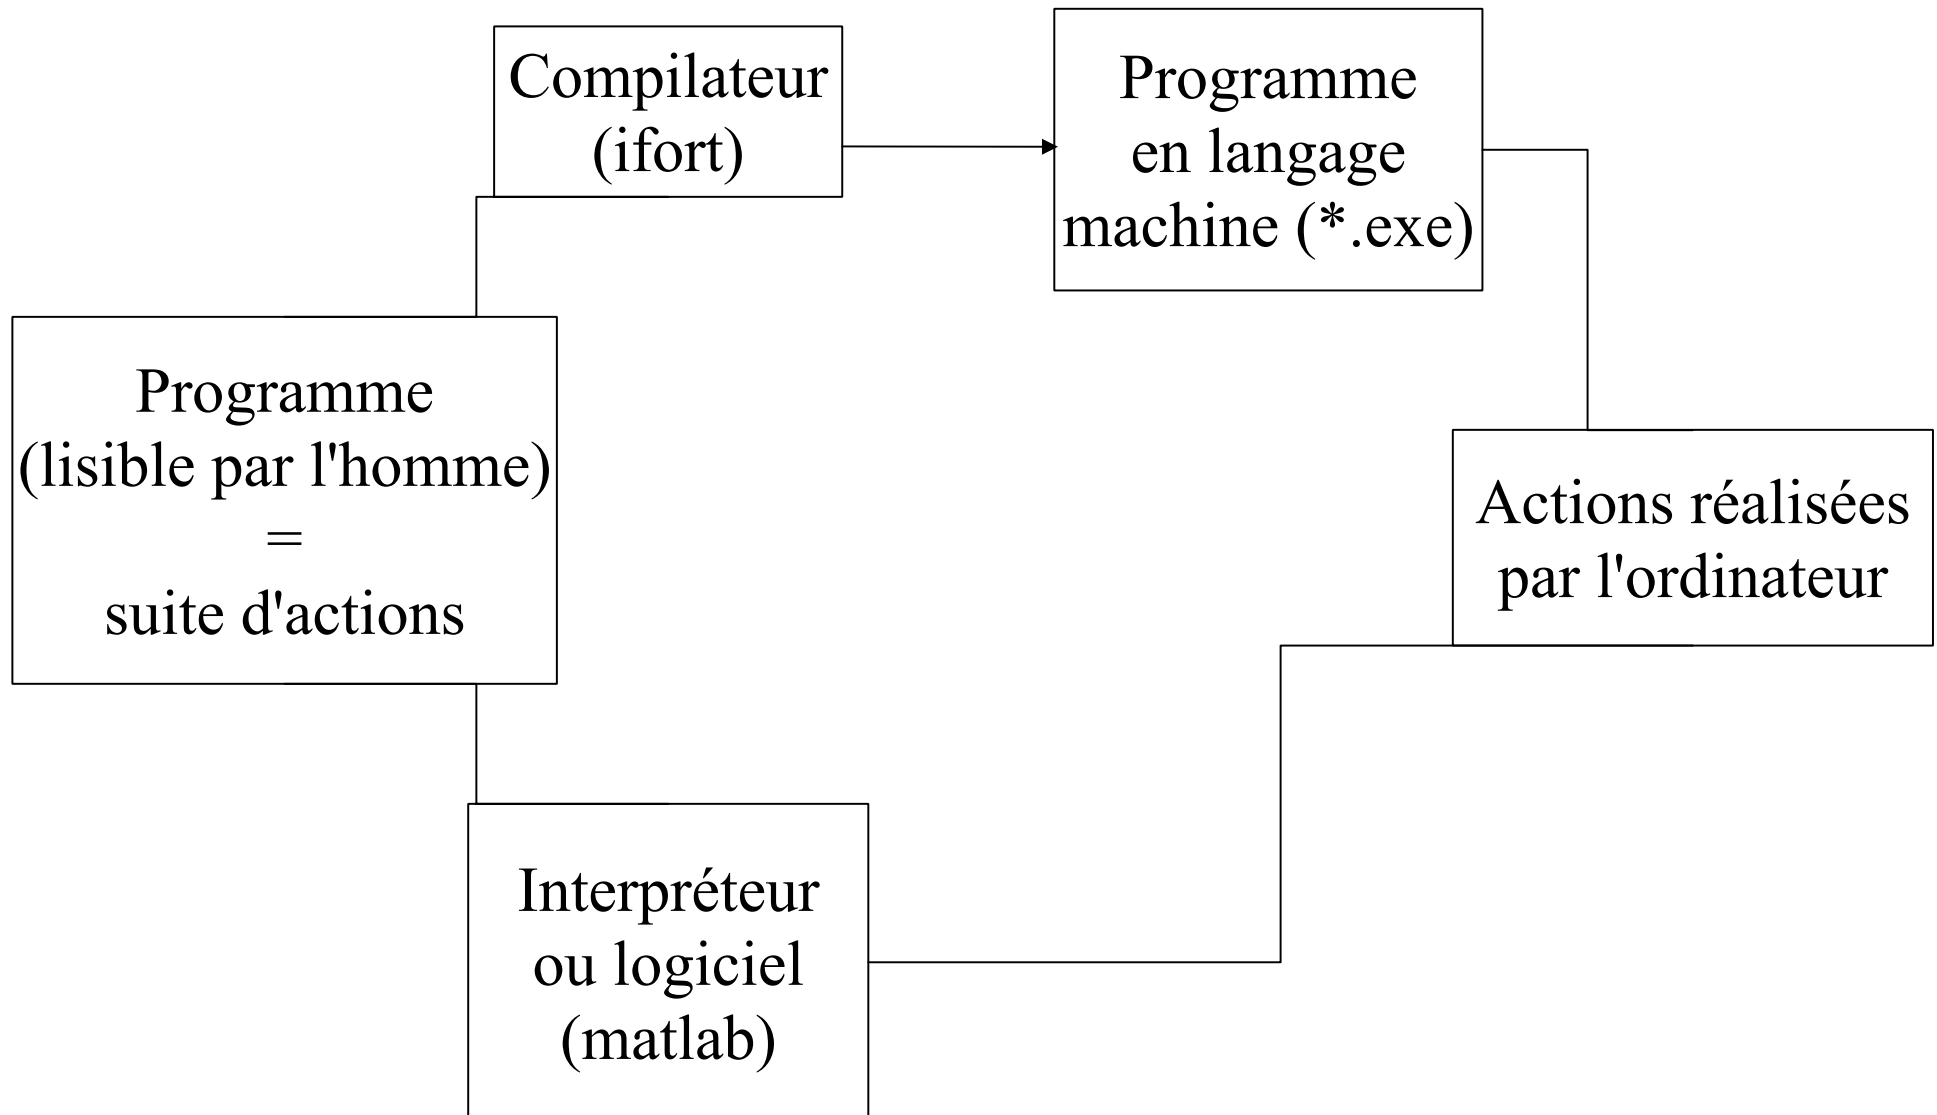 Compilateur
(ifort)
Programme
en langage
machine (*.exe)
Programme
(lisible par l'homme)
=
suite d'actions
Actions réalisées
par l'ordinateur
Interpréteur
ou logiciel
(matlab)